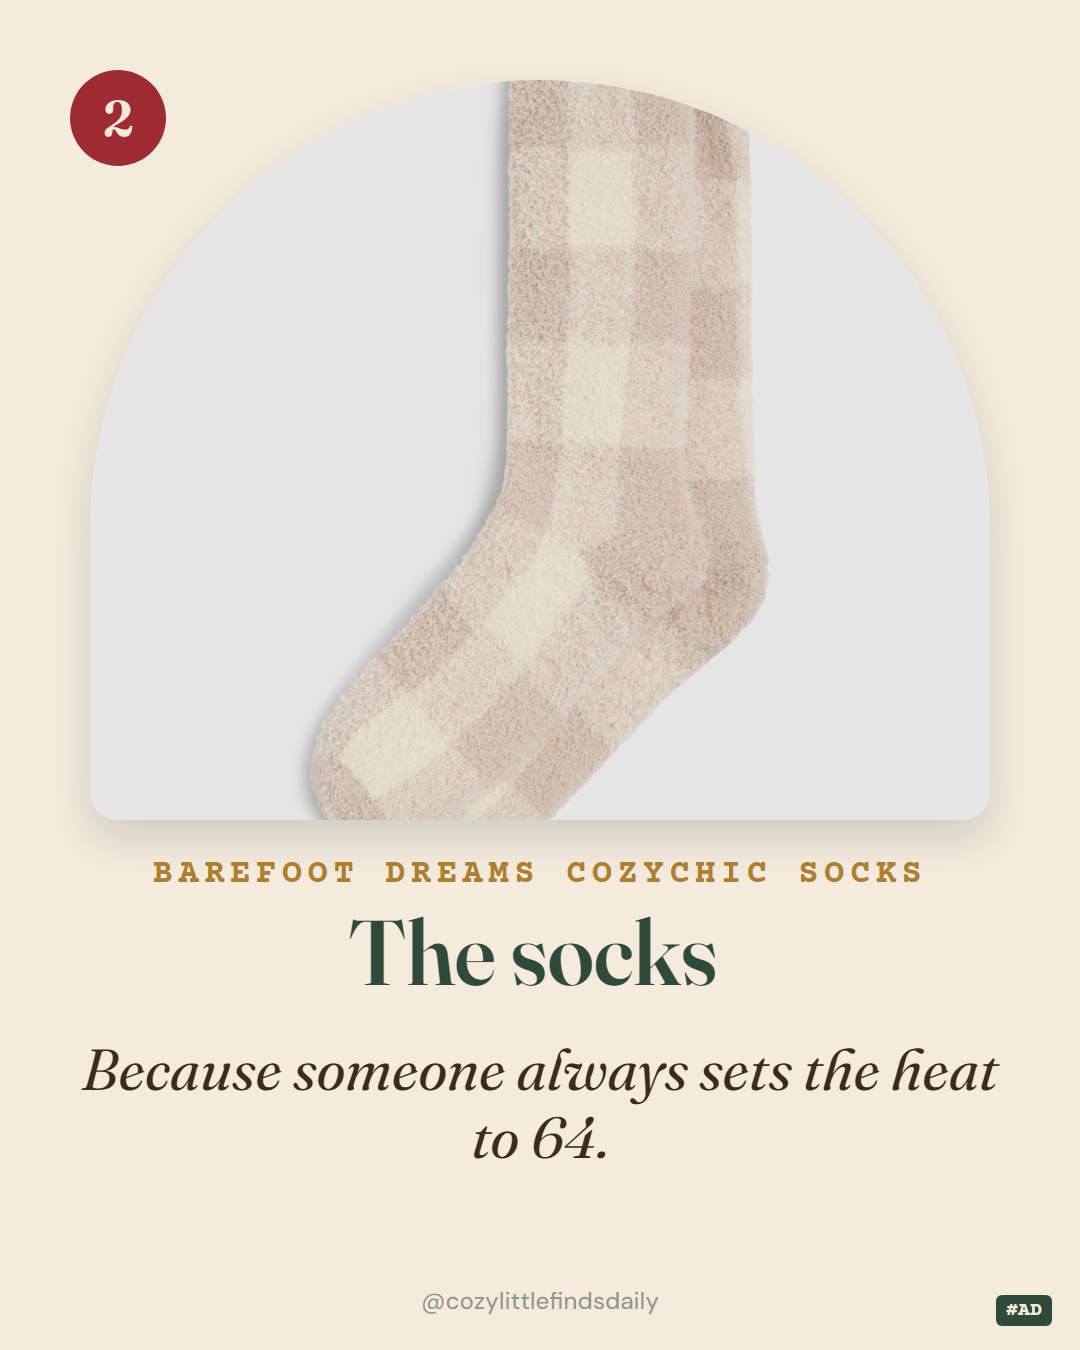 2
BAREFOOT DREAMS COZYCHIC SOCKS
The socks
Because someone always sets the heat
to 64.
@cozylittlefindsdaily
#AD